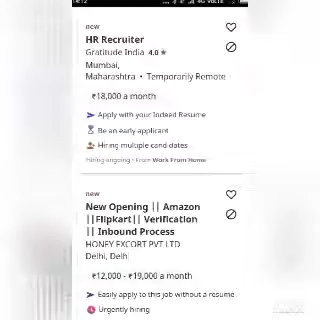 new
HR Recruiter
Gratitude India 4.0 ★
Mumbai,
Maharashtra • Temporarily Remote
₹18,000 a month
Apply with your Indeed Resume
Be an early applicant
Hiring multiple candidates
Hiring ongoing • From Work From Home
new
New Opening || Amazon
||Flipkart|| Verification
|| Inbound Process
HONEY EXCORT PVT LTD
Delhi, Delhi
₹12,000 - ₹19,000 a month
Easily apply to this job without a resume
Urgently hiring